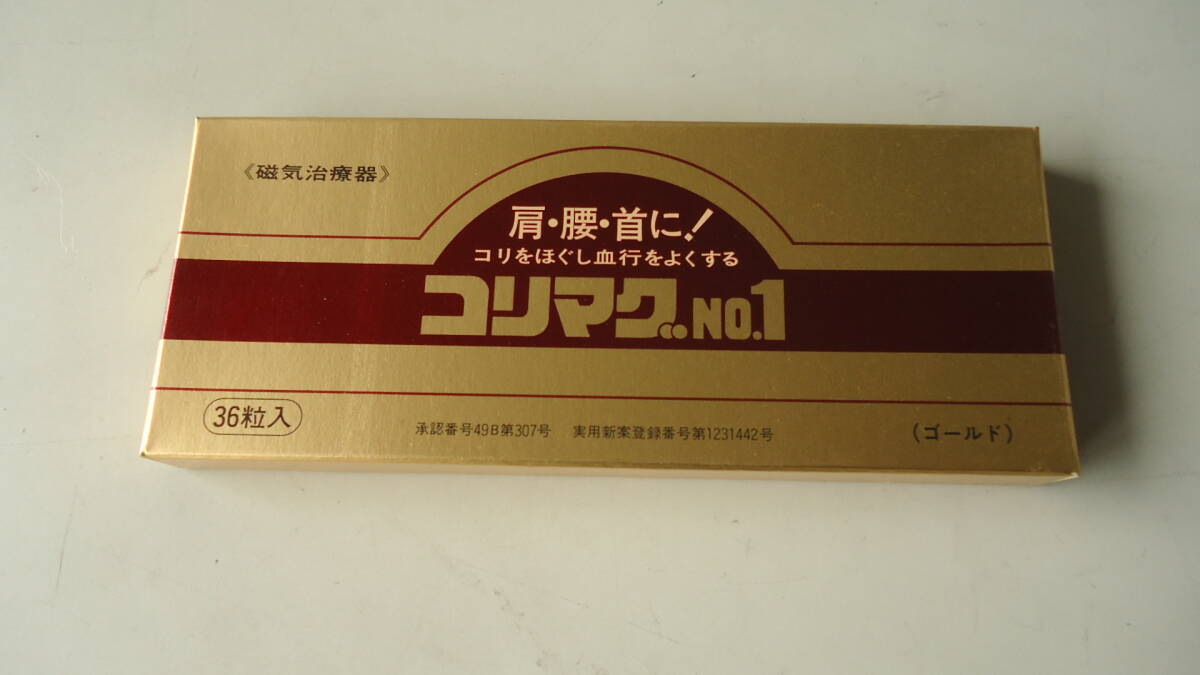 《磁気治療器》
肩・腰・首に!
コリをほぐし血行をよくする
コリマグNO.1
36粒入
承認番号49B第307号 実用新案登録番号第1231442号
(ゴールド)